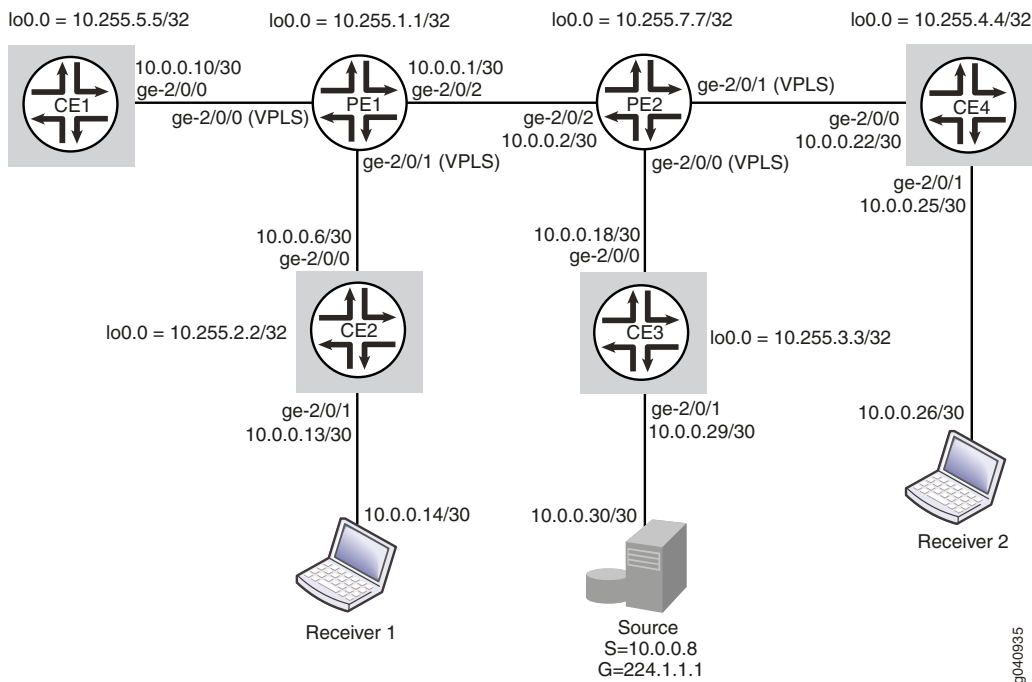 lo0.0 = 10.255.5.5/32
lo0.0 = 10.255.1.1/32
lo0.0 = 10.255.7.7/32
lo0.0 = 10.255.4.4/32
CE1
10.0.0.10/30
ge-2/0/0
ge-2/0/0 (VPLS)
PE1
10.0.0.1/30
ge-2/0/2
ge-2/0/1 (VPLS)
ge-2/0/2
10.0.0.2/30
PE2
ge-2/0/1 (VPLS)
ge-2/0/0 (VPLS)
ge-2/0/0
10.0.0.22/30
CE4
ge-2/0/1
10.0.0.25/30
10.0.0.6/30
ge-2/0/0
10.0.0.18/30
ge-2/0/0
lo0.0 = 10.255.2.2/32
CE2
CE3
lo0.0 = 10.255.3.3/32
ge-2/0/1
10.0.0.13/30
ge-2/0/1
10.0.0.29/30
10.0.0.26/30
10.0.0.14/30
10.0.0.30/30
Receiver 2
Receiver 1
Source
S=10.0.0.8
G=224.1.1.1
g040935